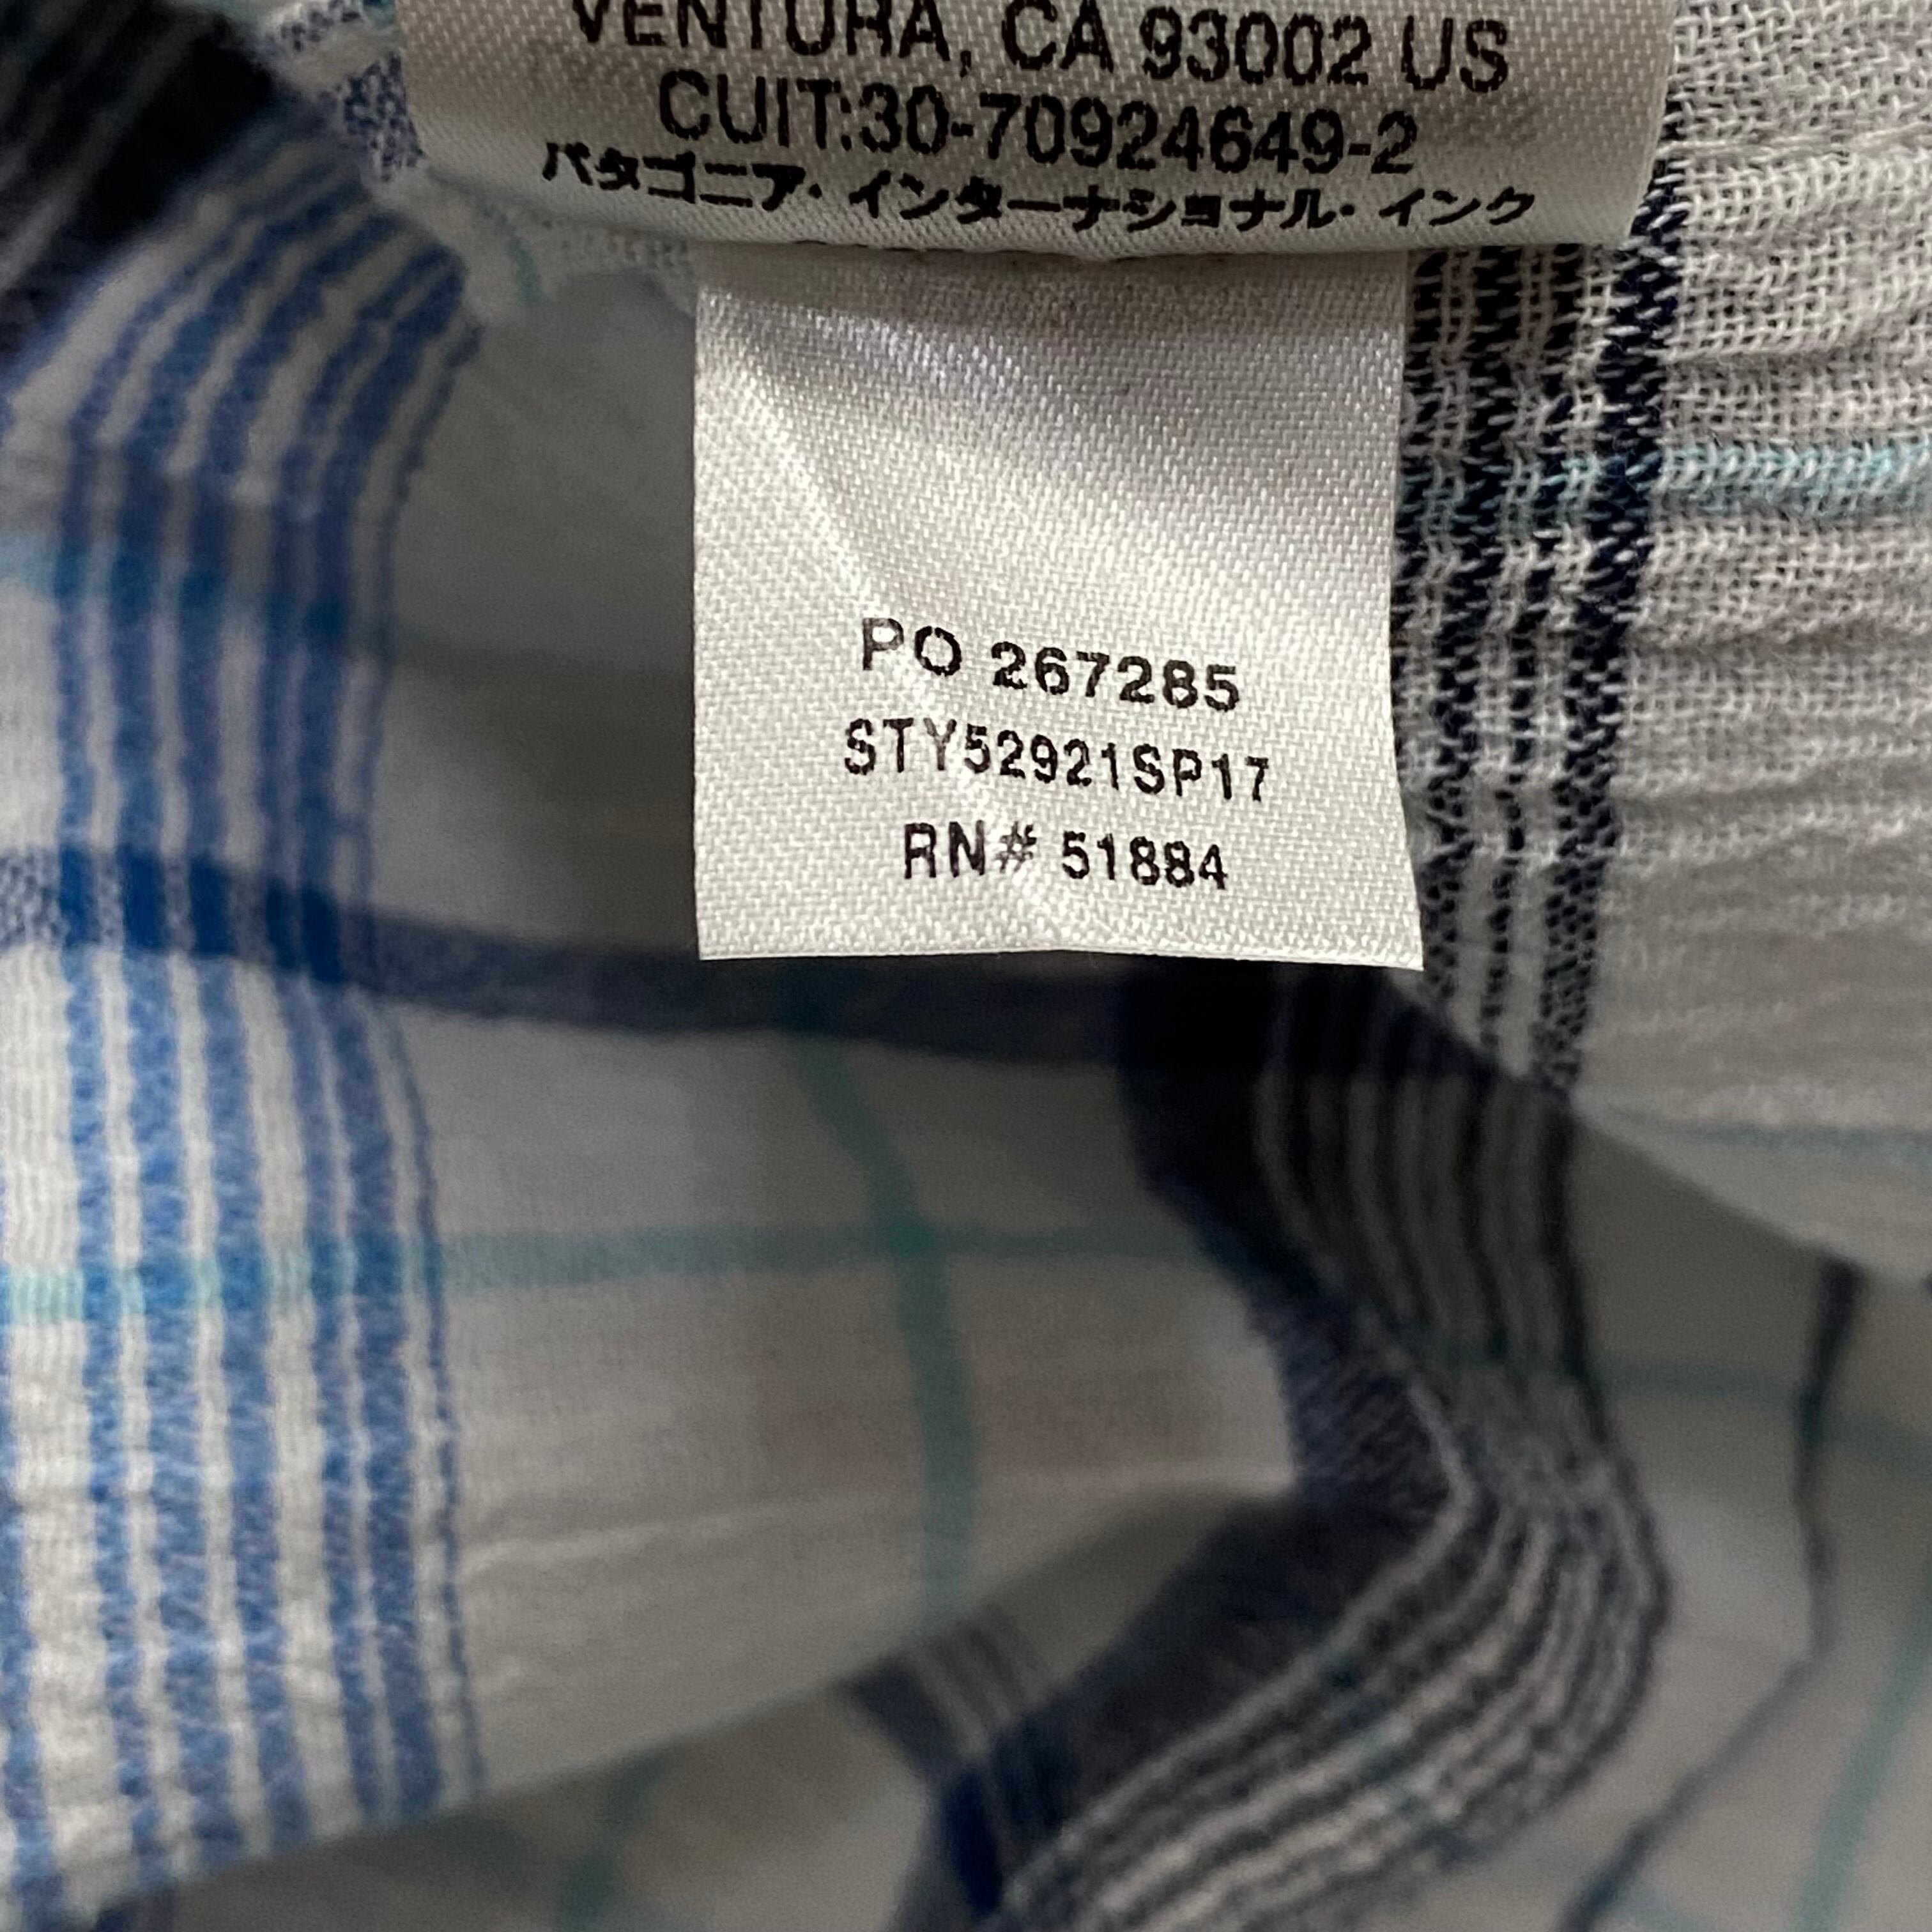 VENTURA, CA 93002 US
CUIT:30-70924649-2
パタゴニア・インターナショナル・インク
PO 267285
STY52921SP17
RN# 51884